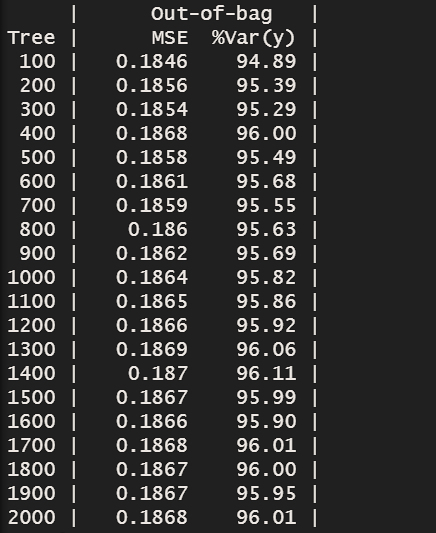 |      Out-of-bag   |
Tree |      MSE  %Var(y) |
 100 |   0.1846    94.89 |
 200 |   0.1856    95.39 |
 300 |   0.1854    95.29 |
 400 |   0.1868    96.00 |
 500 |   0.1858    95.49 |
 600 |   0.1861    95.68 |
 700 |   0.1859    95.55 |
 800 |    0.186    95.63 |
 900 |   0.1862    95.69 |
1000 |   0.1864    95.82 |
1100 |   0.1865    95.86 |
1200 |   0.1866    95.92 |
1300 |   0.1869    96.06 |
1400 |    0.187    96.11 |
1500 |   0.1867    95.99 |
1600 |   0.1866    95.90 |
1700 |   0.1868    96.01 |
1800 |   0.1867    96.00 |
1900 |   0.1867    95.95 |
2000 |   0.1868    96.01 |